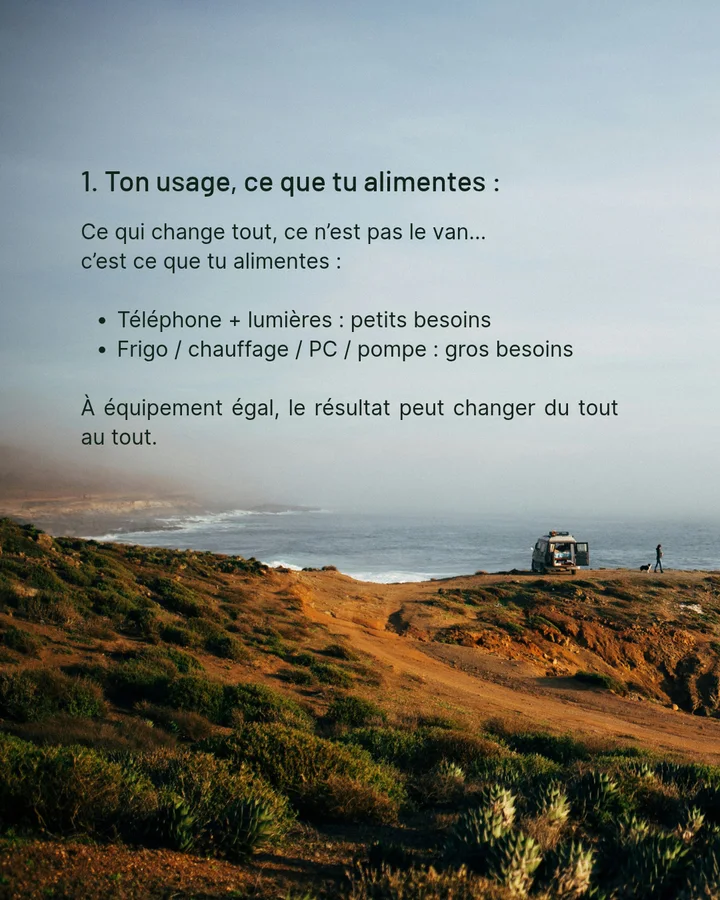 1. Ton usage, ce que tu alimentes :
Ce qui change tout, ce n’est pas le van...
c’est ce que tu alimentes :
• Téléphone + lumières : petits besoins
• Frigo / chauffage / PC / pompe : gros besoins
À équipement égal, le résultat peut changer du tout
au tout.